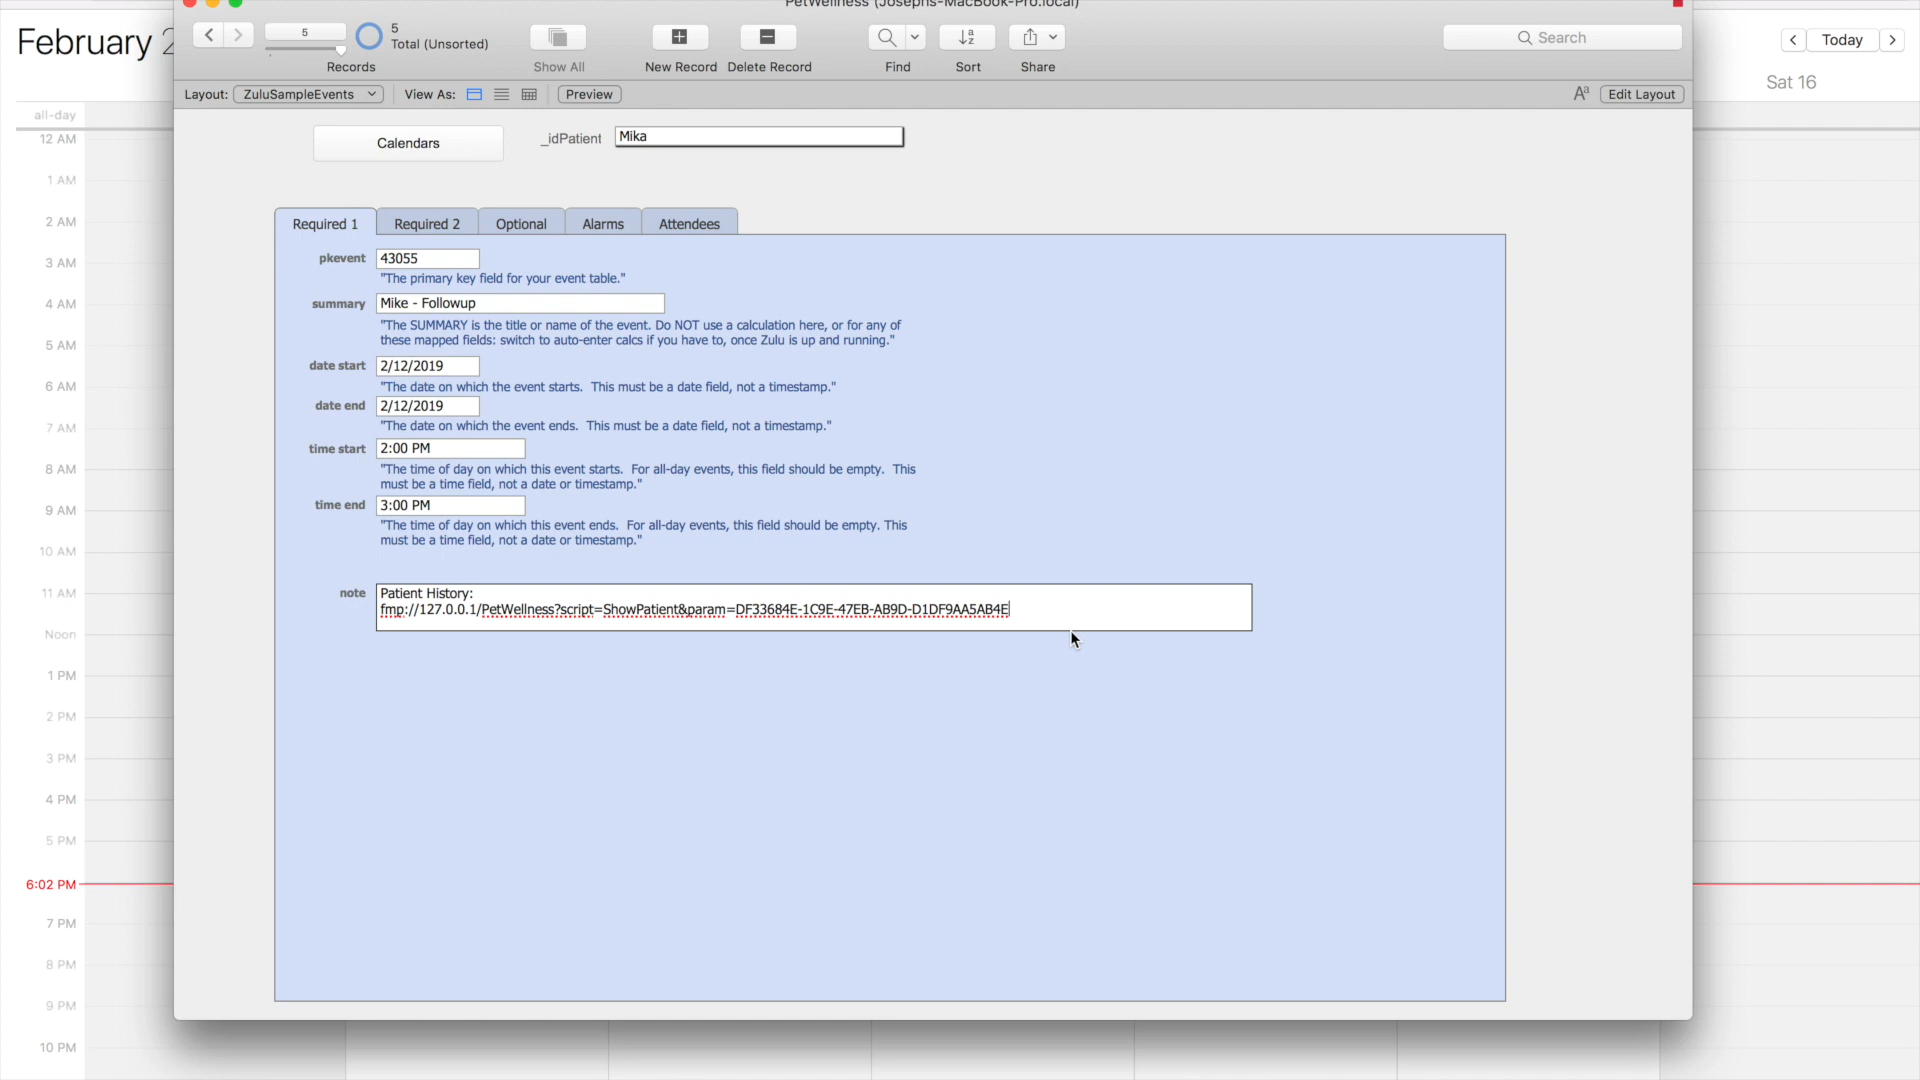 PetWellness (Josephs-MacBook-Pro.local)
February 2
5
5
Total (Unsorted)
Records
Show All
New Record
Delete Record
Find
Sort
Share
Search
Today
Sat 16
Layout:
ZuluSampleEvents
View As:
Preview
Aa
Edit Layout
Calendars
_idPatient
Mika
Required 1
Required 2
Optional
Alarms
Attendees
pkevent
43055
"The primary key field for your event table."
summary
Mike - Followup
"The SUMMARY is the title or name of the event. Do NOT use a calculation here, or for any of
these mapped fields: switch to auto-enter calcs if you have to, once Zulu is up and running."
date start
2/12/2019
"The date on which the event starts.  This must be a date field, not a timestamp."
date end
2/12/2019
"The date on which the event ends.  This must be a date field, not a timestamp."
time start
2:00 PM
"The time of day on which this event starts.  For all-day events, this field should be empty.  This
must be a time field, not a date or timestamp."
time end
3:00 PM
"The time of day on which this event ends.  For all-day events, this field should be empty. This
must be a time field, not a date or timestamp."
note
Patient History:
fmp://127.0.0.1/PetWellness?script=ShowPatient&param=DF33684E-1C9E-47EB-AB9D-D1DF9AA5AB4E
all-day
12 AM
1 AM
2 AM
3 AM
4 AM
5 AM
6 AM
7 AM
8 AM
9 AM
10 AM
11 AM
Noon
1 PM
2 PM
3 PM
4 PM
5 PM
6:02 PM
7 PM
8 PM
9 PM
10 PM